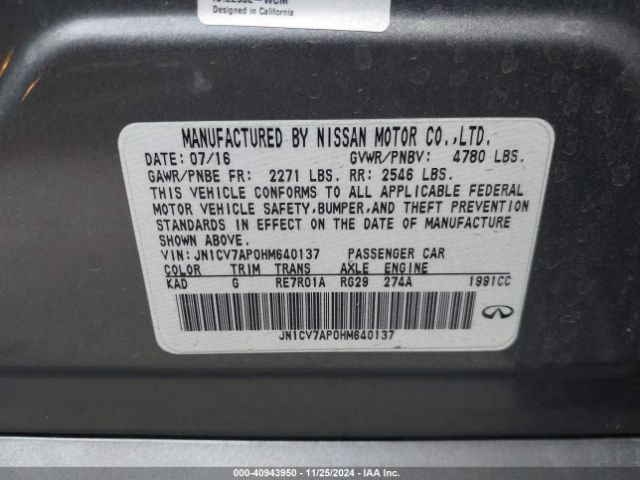 Designed in California
MANUFACTURED BY NISSAN MOTOR CO.,LTD.
DATE: 07/16 GVWR/PNBV: 4780 LBS.
GAWR/PNBE FR: 2271 LBS. RR: 2546 LBS.
THIS VEHICLE CONFORMS TO ALL APPLICABLE FEDERAL
MOTOR VEHICLE SAFETY,BUMPER,AND THEFT PREVENTION
STANDARDS IN EFFECT ON THE DATE OF MANUFACTURE
SHOWN ABOVE.
VIN: JN1CV7AP0HM640137 PASSENGER CAR
COLOR TRIM TRANS AXLE ENGINE
KAD G RE7R01A RG29 274A 1991CC
JN1CV7AP0HM640137
000-40943950 - 11/25/2024 - IAA Inc.